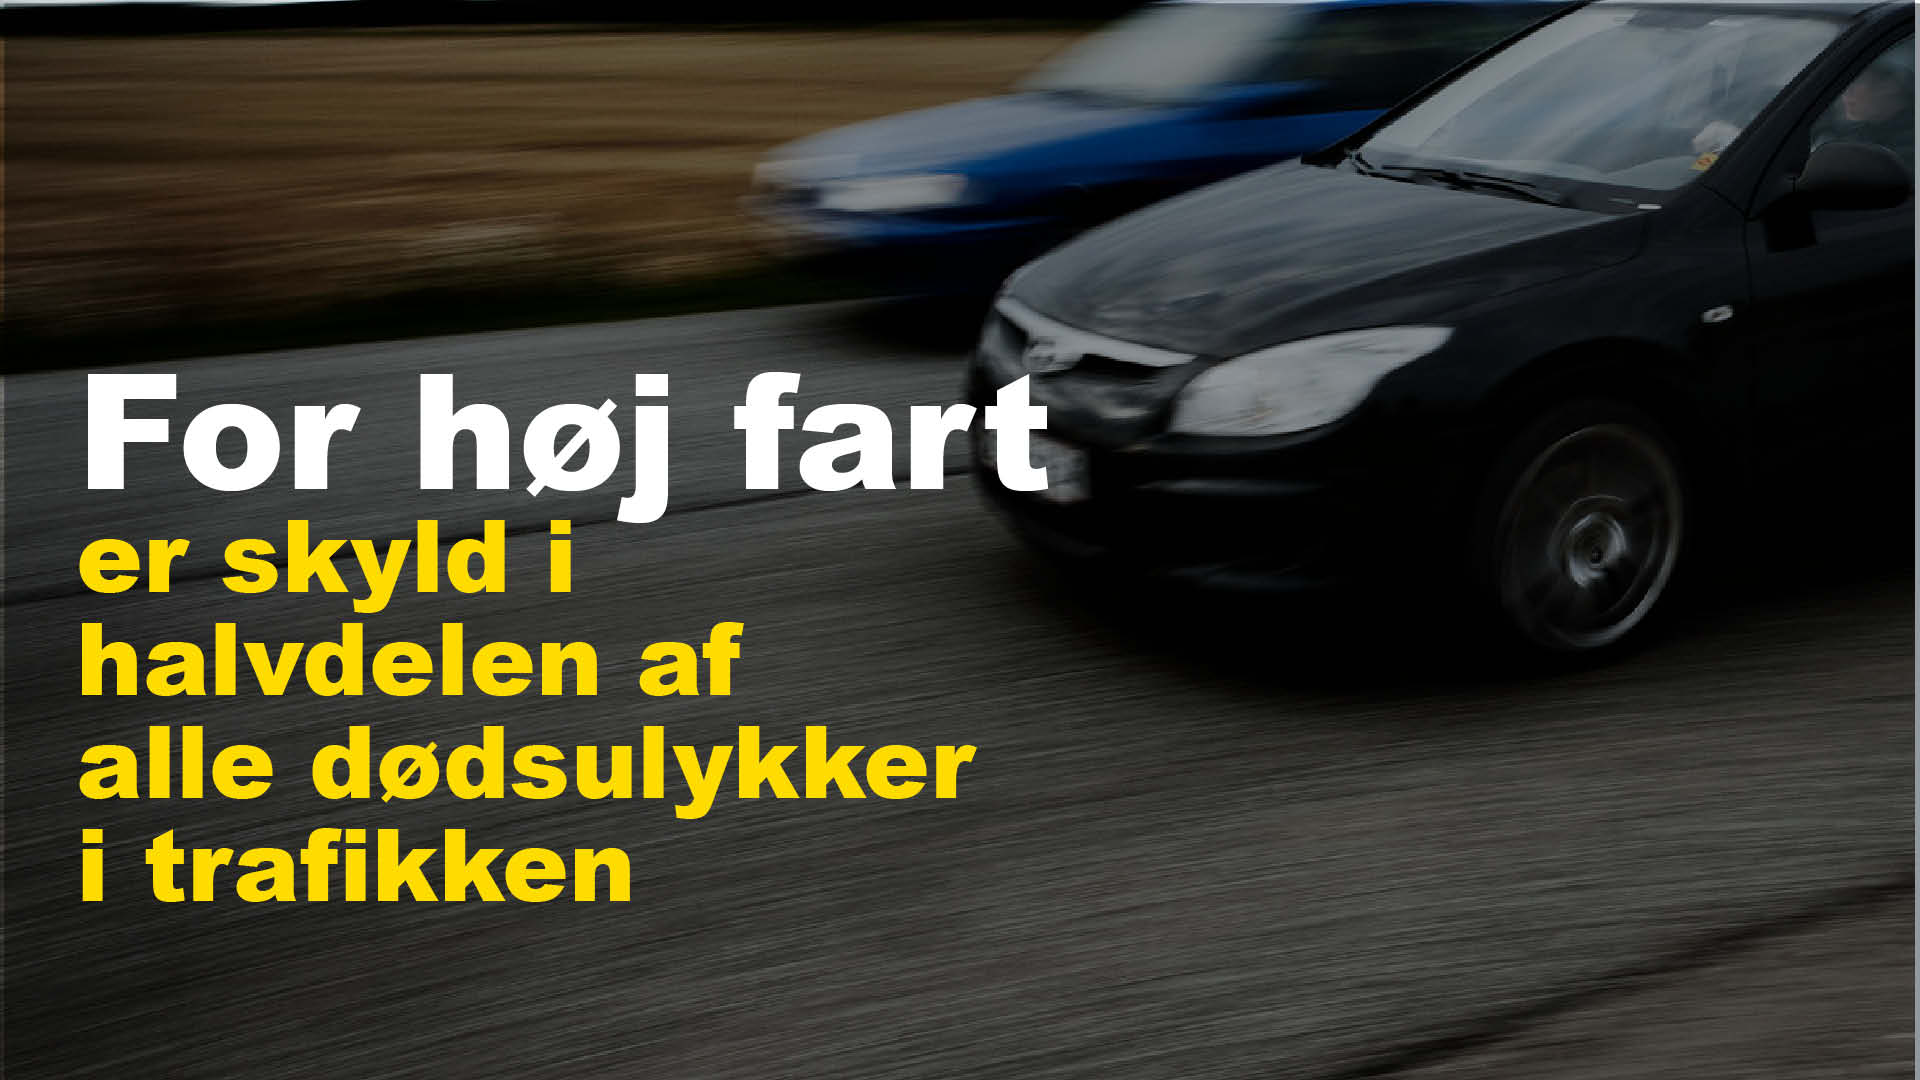 For høj fart
er skyld i
halvdelen af
alle dødsulykker
i trafikken